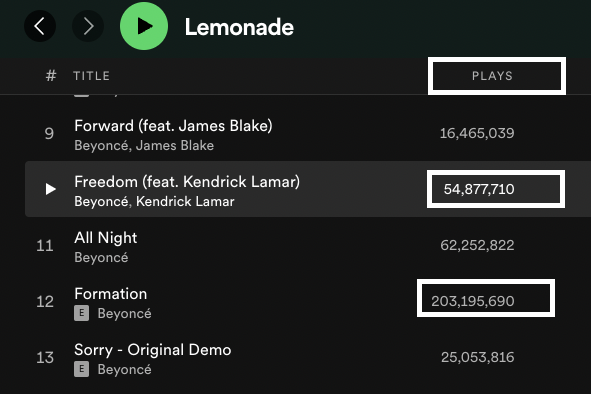 Lemonade
# TITLE PLAYS
9 Forward (feat. James Blake) 16,465,039
Beyoncé, James Blake
Freedom (feat. Kendrick Lamar) 54,877,710
Beyoncé, Kendrick Lamar
11 All Night 62,252,822
Beyoncé
12 Formation 203,195,690
E Beyoncé
13 Sorry - Original Demo 25,053,816
E Beyoncé